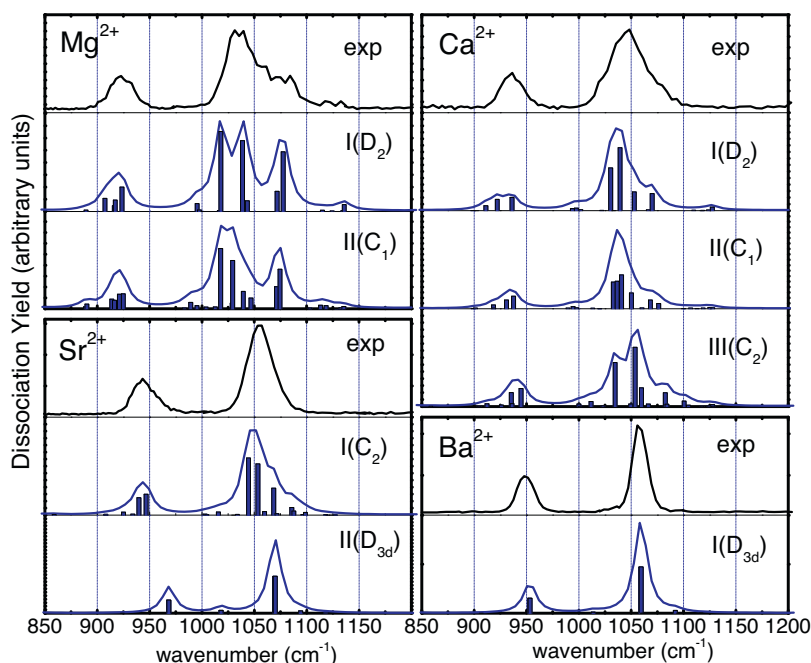 Mg²⁺
exp
I(D₂)
II(C₁)
Sr²⁺
exp
I(C₂)
II(D₃d)
Ca²⁺
exp
I(D₂)
II(C₁)
III(C₂)
Ba²⁺
exp
I(D₃d)
Dissociation Yield (arbitrary units)
850 900 950 1000 1050 1100 1150
900 950 1000 1050 1100 1150 1200
wavenumber (cm⁻¹)
wavenumber (cm⁻¹)